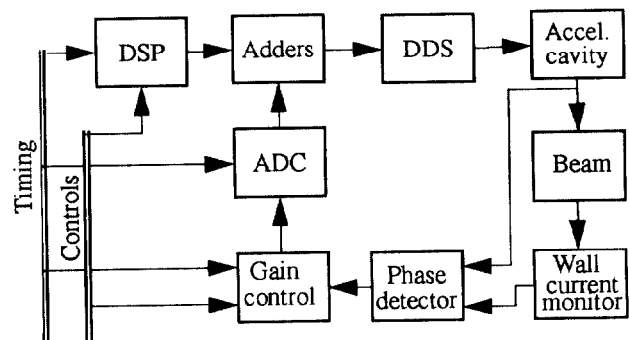 DSP
Adders
DDS
Accel.
cavity
Timing
Controls
ADC
Beam
Gain
control
Phase
detector
Wall
current
monitor